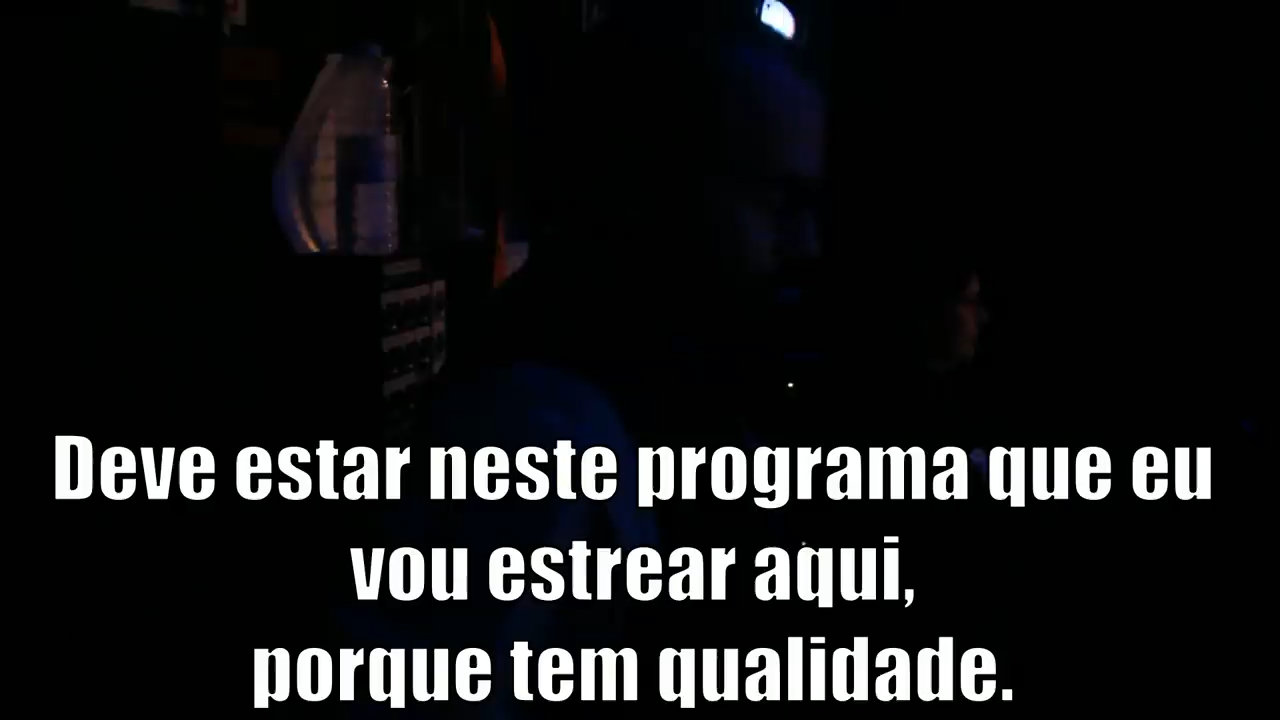 Deve estar neste programa que eu
vou estrear aqui,
porque tem qualidade.